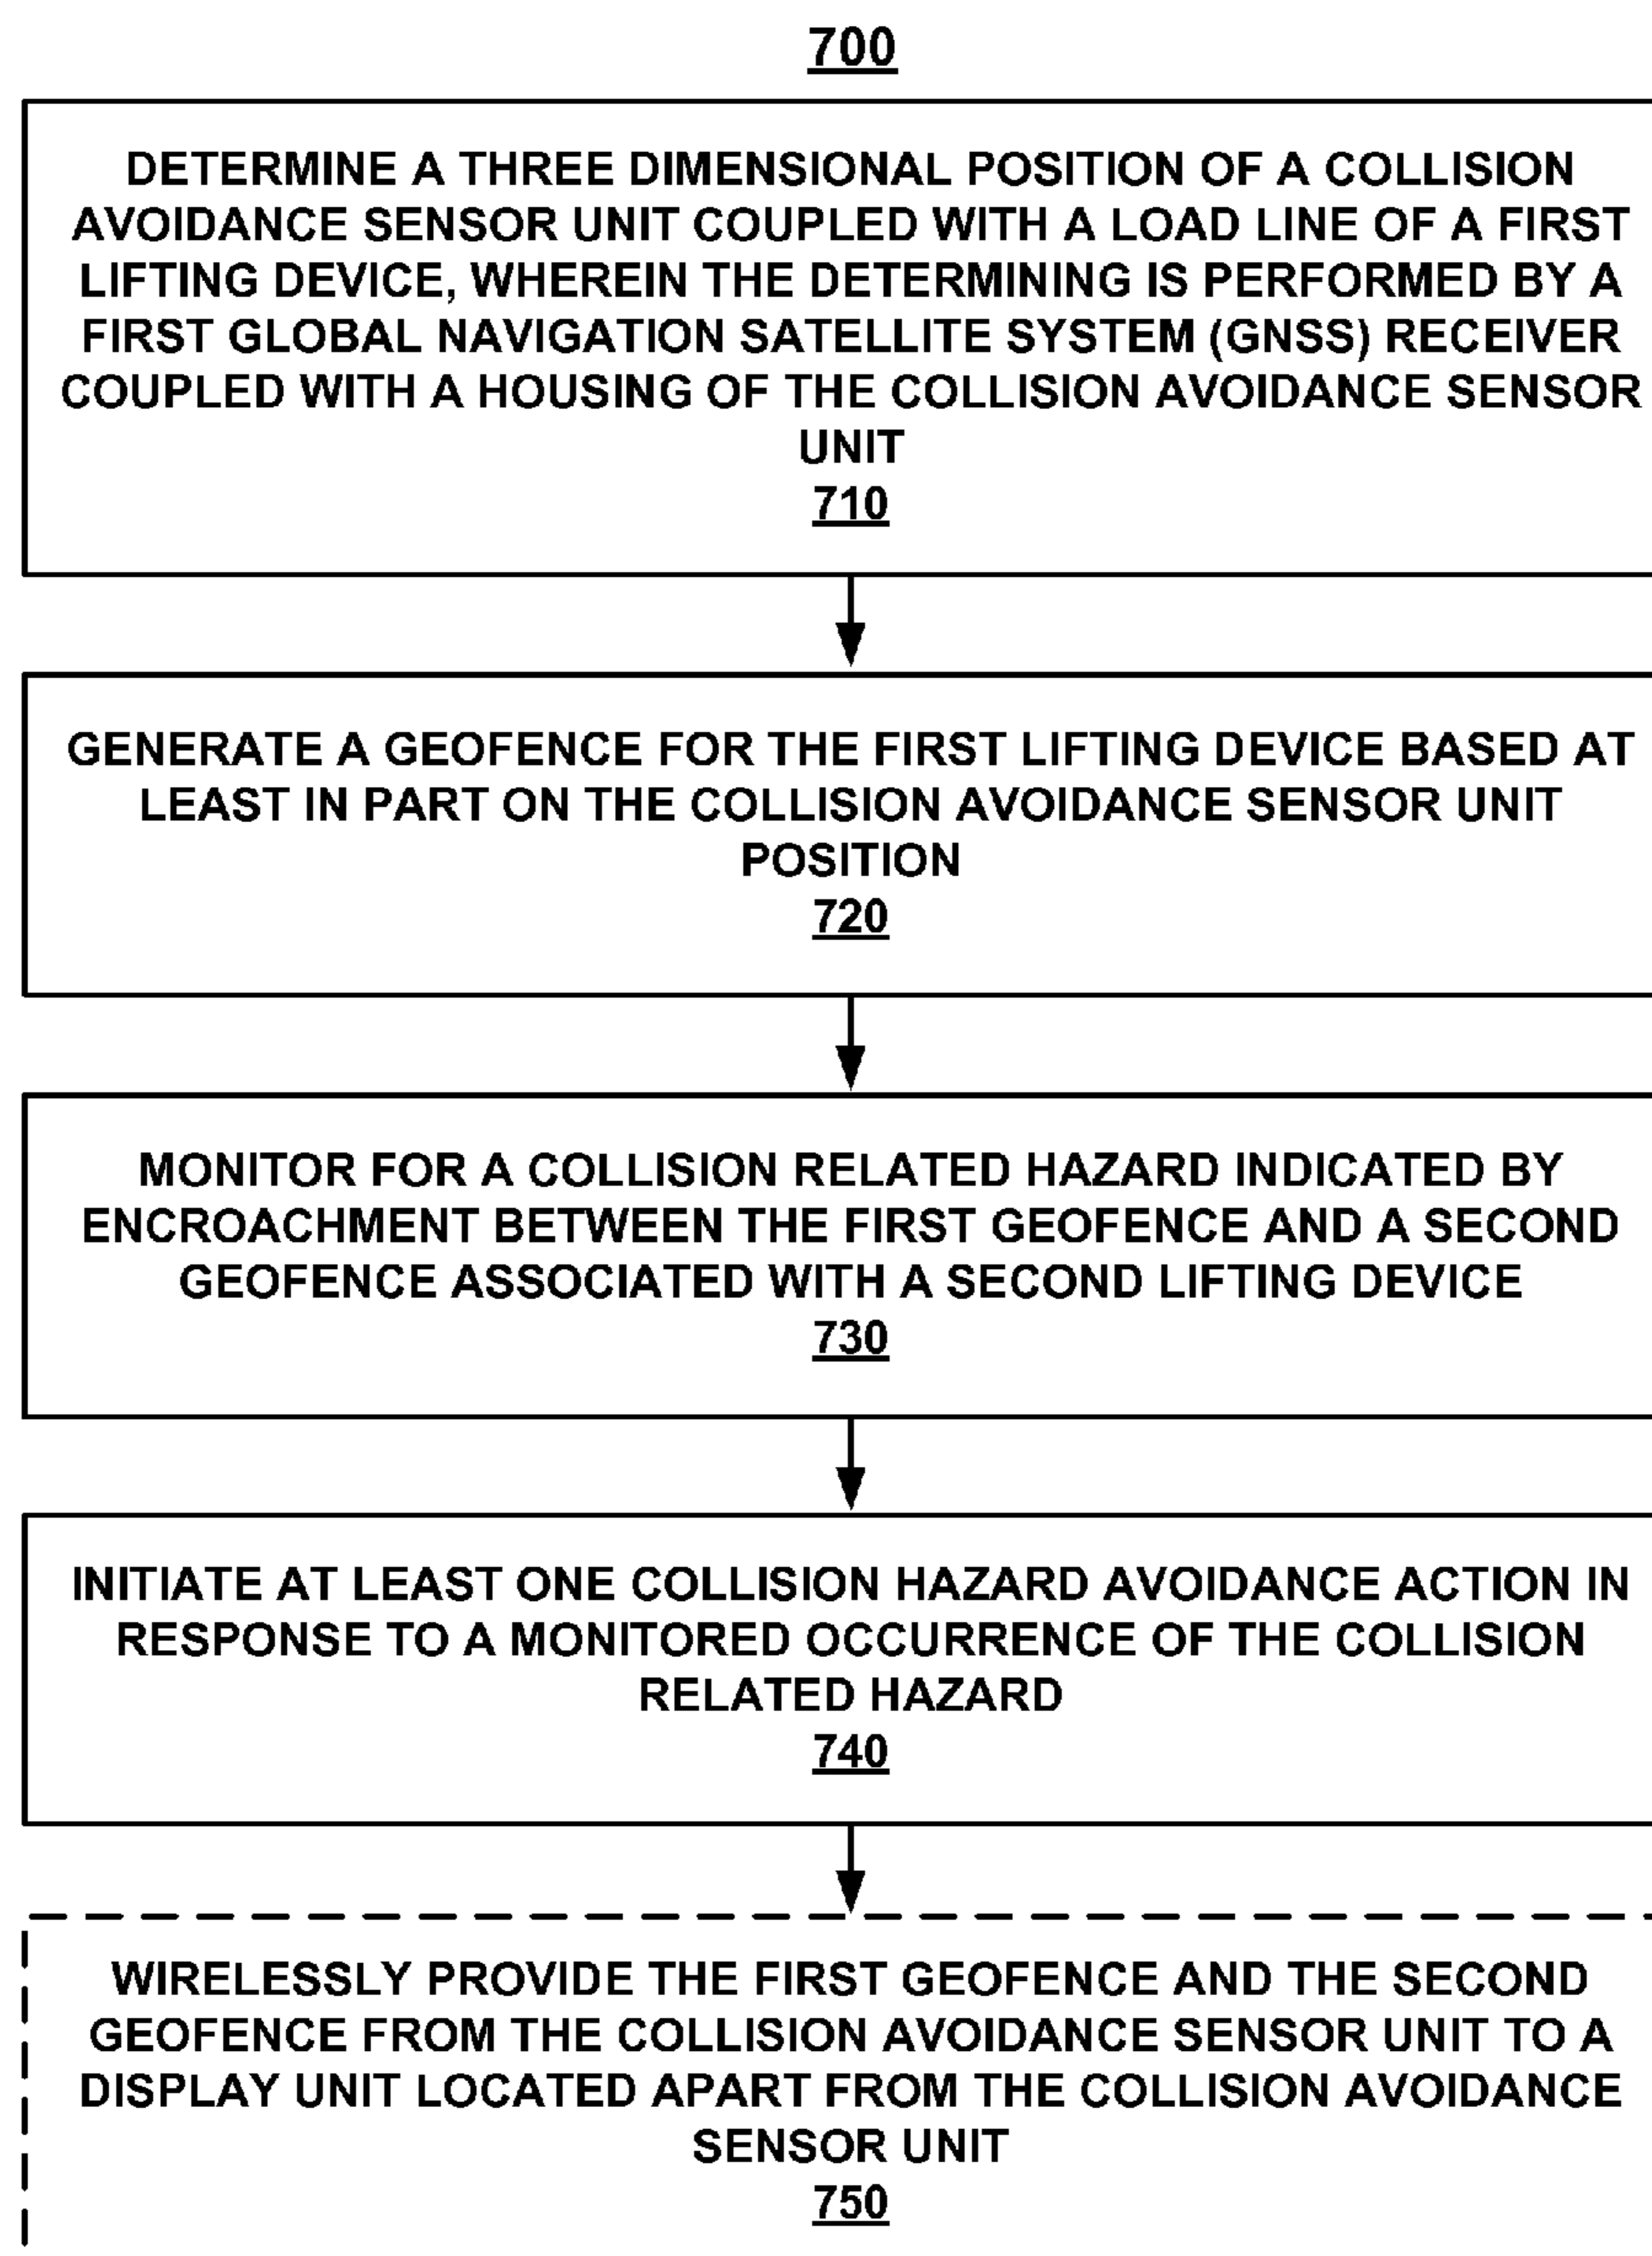 700
DETERMINE A THREE DIMENSIONAL POSITION OF A COLLISION
AVOIDANCE SENSOR UNIT COUPLED WITH A LOAD LINE OF A FIRST
LIFTING DEVICE, WHEREIN THE DETERMINING IS PERFORMED BY A
FIRST GLOBAL NAVIGATION SATELLITE SYSTEM (GNSS) RECEIVER
COUPLED WITH A HOUSING OF THE COLLISION AVOIDANCE SENSOR
UNIT
710
GENERATE A GEOFENCE FOR THE FIRST LIFTING DEVICE BASED AT
LEAST IN PART ON THE COLLISION AVOIDANCE SENSOR UNIT
POSITION
720
MONITOR FOR A COLLISION RELATED HAZARD INDICATED BY
ENCROACHMENT BETWEEN THE FIRST GEOFENCE AND A SECOND
GEOFENCE ASSOCIATED WITH A SECOND LIFTING DEVICE
730
INITIATE AT LEAST ONE COLLISION HAZARD AVOIDANCE ACTION IN
RESPONSE TO A MONITORED OCCURRENCE OF THE COLLISION
RELATED HAZARD
740
WIRELESSLY PROVIDE THE FIRST GEOFENCE AND THE SECOND
GEOFENCE FROM THE COLLISION AVOIDANCE SENSOR UNIT TO A
DISPLAY UNIT LOCATED APART FROM THE COLLISION AVOIDANCE
SENSOR UNIT
750